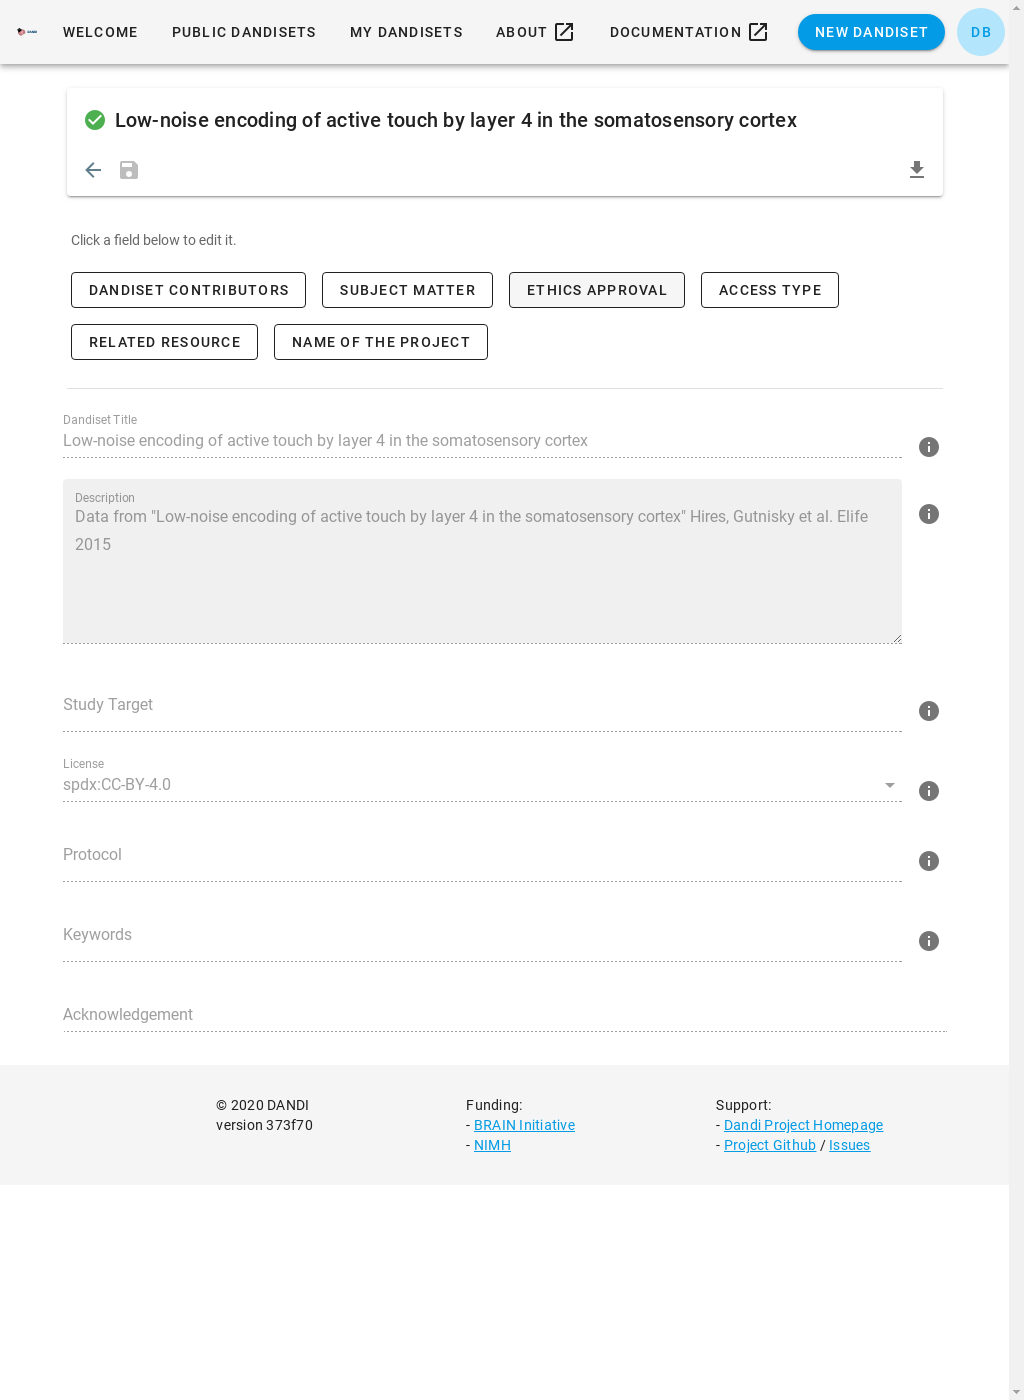 DANDI
WELCOME PUBLIC DANDISETS MY DANDISETS ABOUT DOCUMENTATION NEW DANDISET DB
Low-noise encoding of active touch by layer 4 in the somatosensory cortex
Click a field below to edit it.
DANDISET CONTRIBUTORS SUBJECT MATTER ETHICS APPROVAL ACCESS TYPE
RELATED RESOURCE NAME OF THE PROJECT
Dandiset Title
Low-noise encoding of active touch by layer 4 in the somatosensory cortex
Description
Data from "Low-noise encoding of active touch by layer 4 in the somatosensory cortex" Hires, Gutnisky et al. Elife
2015
Study Target
License
spdx:CC-BY-4.0
Protocol
Keywords
Acknowledgement
© 2020 DANDI
version 373f70
Funding:
- BRAIN Initiative
- NIMH
Support:
- Dandi Project Homepage
- Project Github / Issues